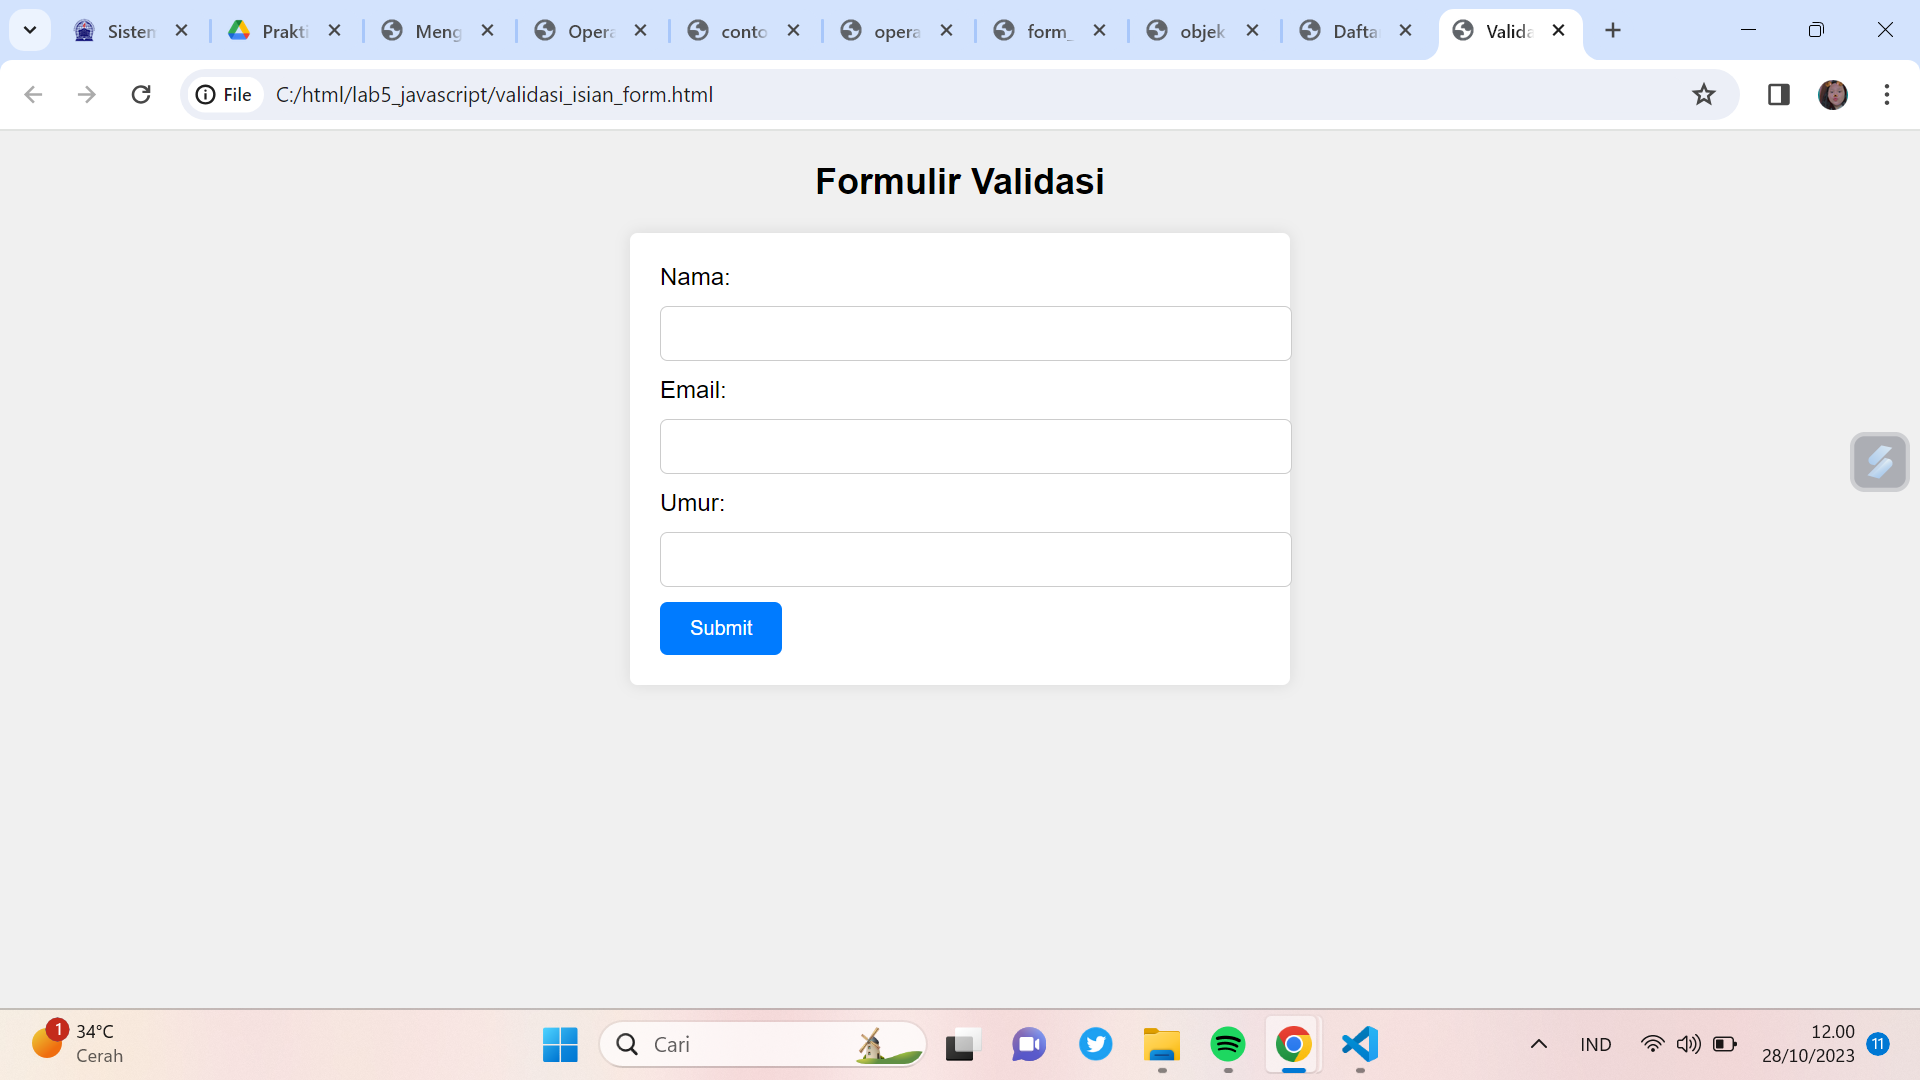 Sisten
Prakti
Meng
Opera
conto
opera
form_
objek
Dafta
Valida
File
C:/html/lab5_javascript/validasi_isian_form.html
Formulir Validasi
Nama:
Email:
Umur:
Submit
1
34°C
Cerah
Cari
IND
12.00
28/10/2023
11